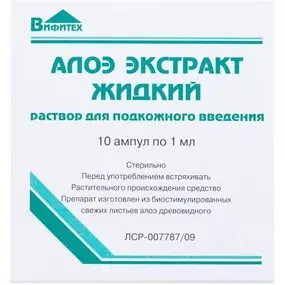 ВИФИТЕХ
АЛОЭ ЭКСТРАКТ
ЖИДКИЙ
раствор для подкожного введения
10 ампул по 1 мл
Стерильно
Перед употреблением встряхивать
Растительного происхождения средство
Препарат изготовлен из биостимулированных
свежих листьев алоэ древовидного
ЛСР-007787/09